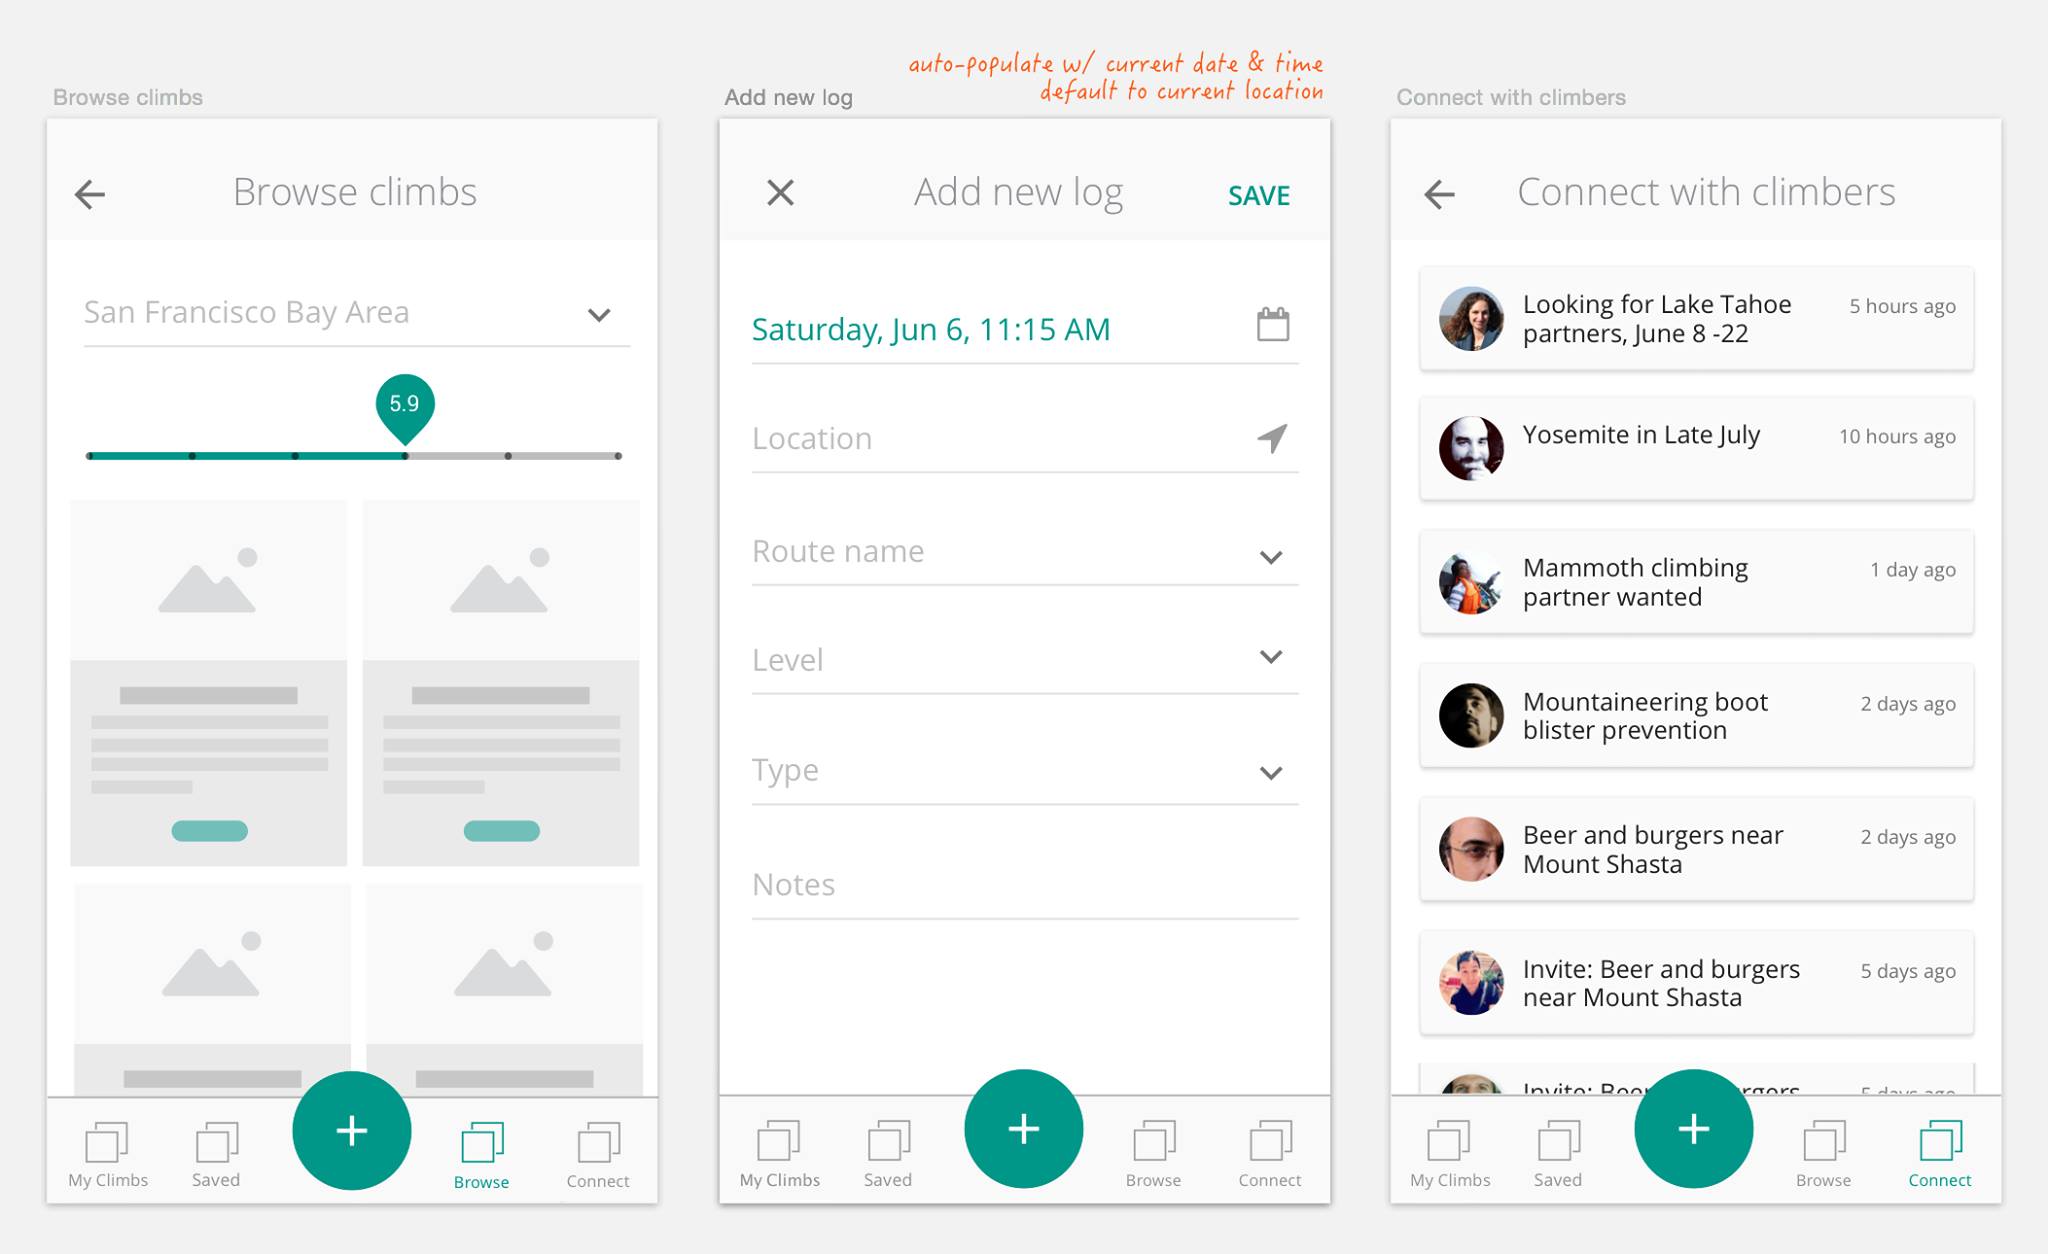 Browse climbs
Browse climbs
San Francisco Bay Area
5.9
My Climbs
Saved
+
Browse
Connect
auto-populate w/ current date & time
default to current location
Add new log
Add new log
SAVE
Saturday, Jun 6, 11:15 AM
Location
Route name
Level
Type
Notes
My Climbs
Saved
+
Browse
Connect
Connect with climbers
Connect with climbers
Looking for Lake Tahoe
partners, June 8 -22
5 hours ago
Yosemite in Late July
10 hours ago
Mammoth climbing
partner wanted
1 day ago
Mountaineering boot
blister prevention
2 days ago
Beer and burgers near
Mount Shasta
2 days ago
Invite: Beer and burgers
near Mount Shasta
5 days ago
Invite:
5 days ago
My Climbs
Saved
+
Browse
Connect